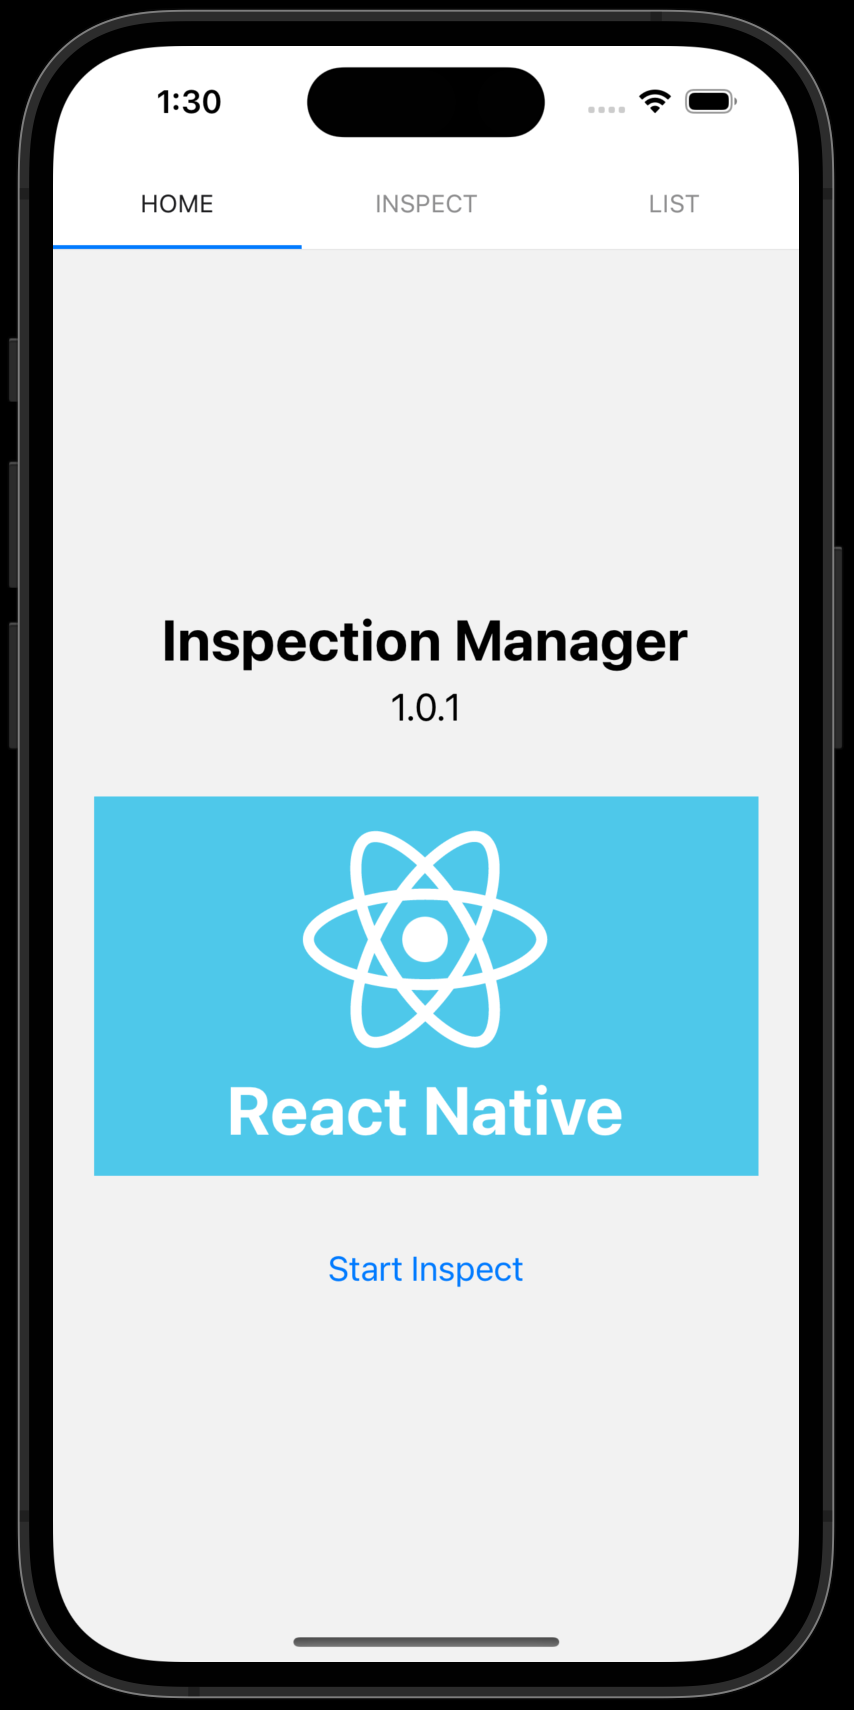 1:30
HOME INSPECT LIST
Inspection Manager
1.0.1
React Native
Start Inspect